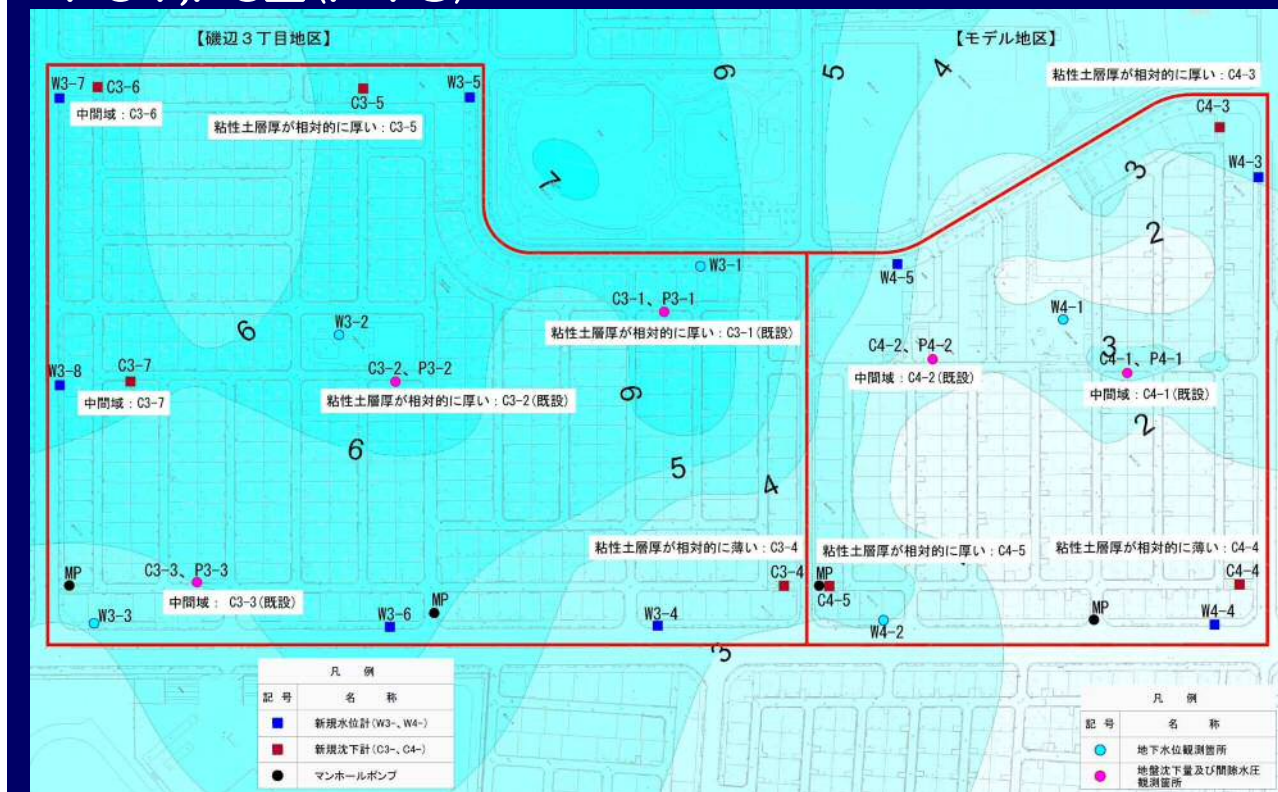 【磯辺3丁目地区】
【モデル地区】
6
5
4
粘性土層厚が相対的に厚い：C4-3
W3-7
C3-6
中間域：C3-6
C3-5
粘性土層厚が相対的に厚い：C3-5
W3-5
C4-3
W4-3
7
3
2
W3-1
W4-5
C3-1、P3-1
粘性土層厚が相対的に厚い：C3-1(既設)
W4-1
6
W3-2
C4-2、P4-2
中間域：C4-2(既設)
3
C4-1、P4-1
中間域：C4-1(既設)
W3-8
C3-7
中間域：C3-7
C3-2、P3-2
粘性土層厚が相対的に厚い：C3-2(既設)
6
2
6
5
4
粘性土層厚が相対的に薄い：C3-4
粘性土層厚が相対的に厚い：C4-5
粘性土層厚が相対的に薄い：C4-4
MP
C3-3、P3-3
中間域： C3-3(既設)
C3-4
MP
C4-5
C4-4
W3-3
W3-6
MP
W3-4
W4-2
MP
W4-4
3
凡 例
記 号
名 称
新規水位計(W3-、W4-)
新規沈下計(C3-、C4-)
マンホールポンプ
凡 例
記 号
名 称
地下水位観測箇所
地盤沈下量及び間隙水圧
観測箇所